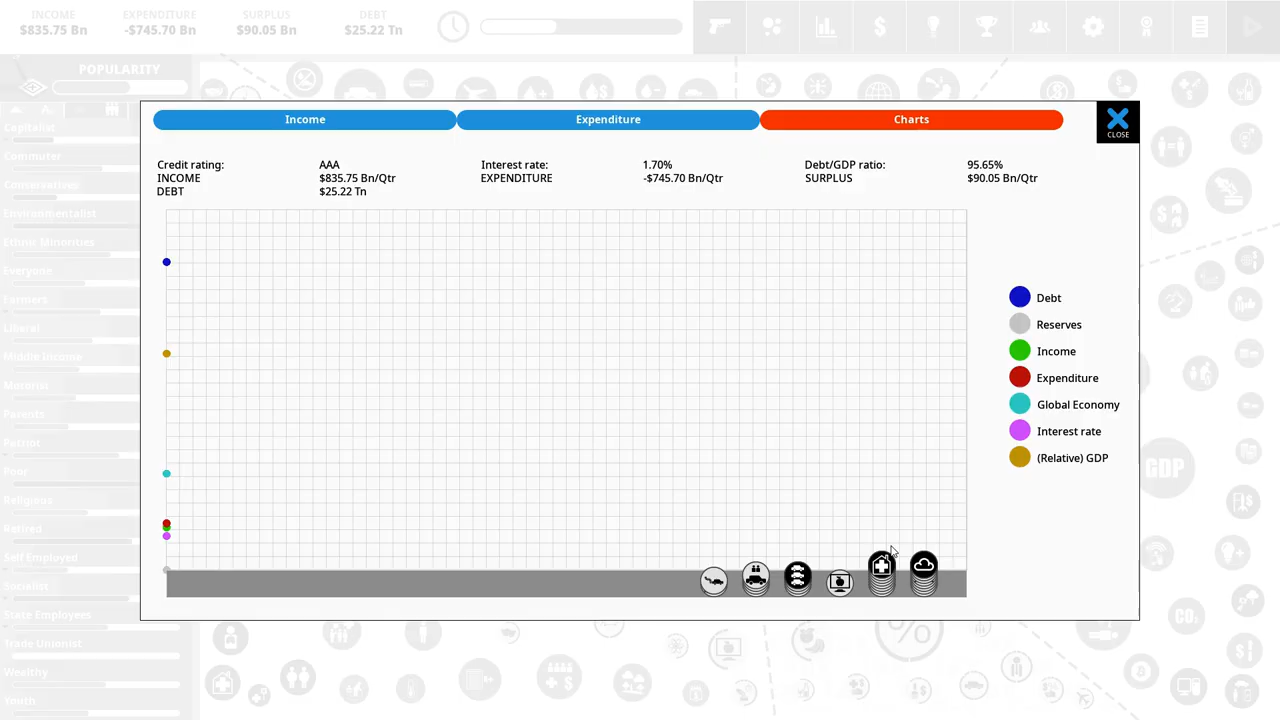 INCOME
$835.75 Bn
EXPENDITURE
-$745.70 Bn
SURPLUS
$90.05 Bn
DEBT
$25.22 Tn
POPULARITY
Income
Expenditure
Charts
CLOSE
Credit rating: AAA
INCOME $835.75 Bn/Qtr
DEBT $25.22 Tn
Interest rate: 1.70%
EXPENDITURE -$745.70 Bn/Qtr
Debt/GDP ratio: 95.65%
SURPLUS $90.05 Bn/Qtr
Debt
Reserves
Income
Expenditure
Global Economy
Interest rate
(Relative) GDP
Capitalist
Commuter
Conservatives
Environmentalist
Ethnic Minorities
Everyone
Farmers
Liberal
Middle Income
Motorist
Parents
Patriot
Poor
Religious
Retired
Self Employed
Socialist
State Employees
Trade Unionist
Wealthy
Youth
GDP
CO₂